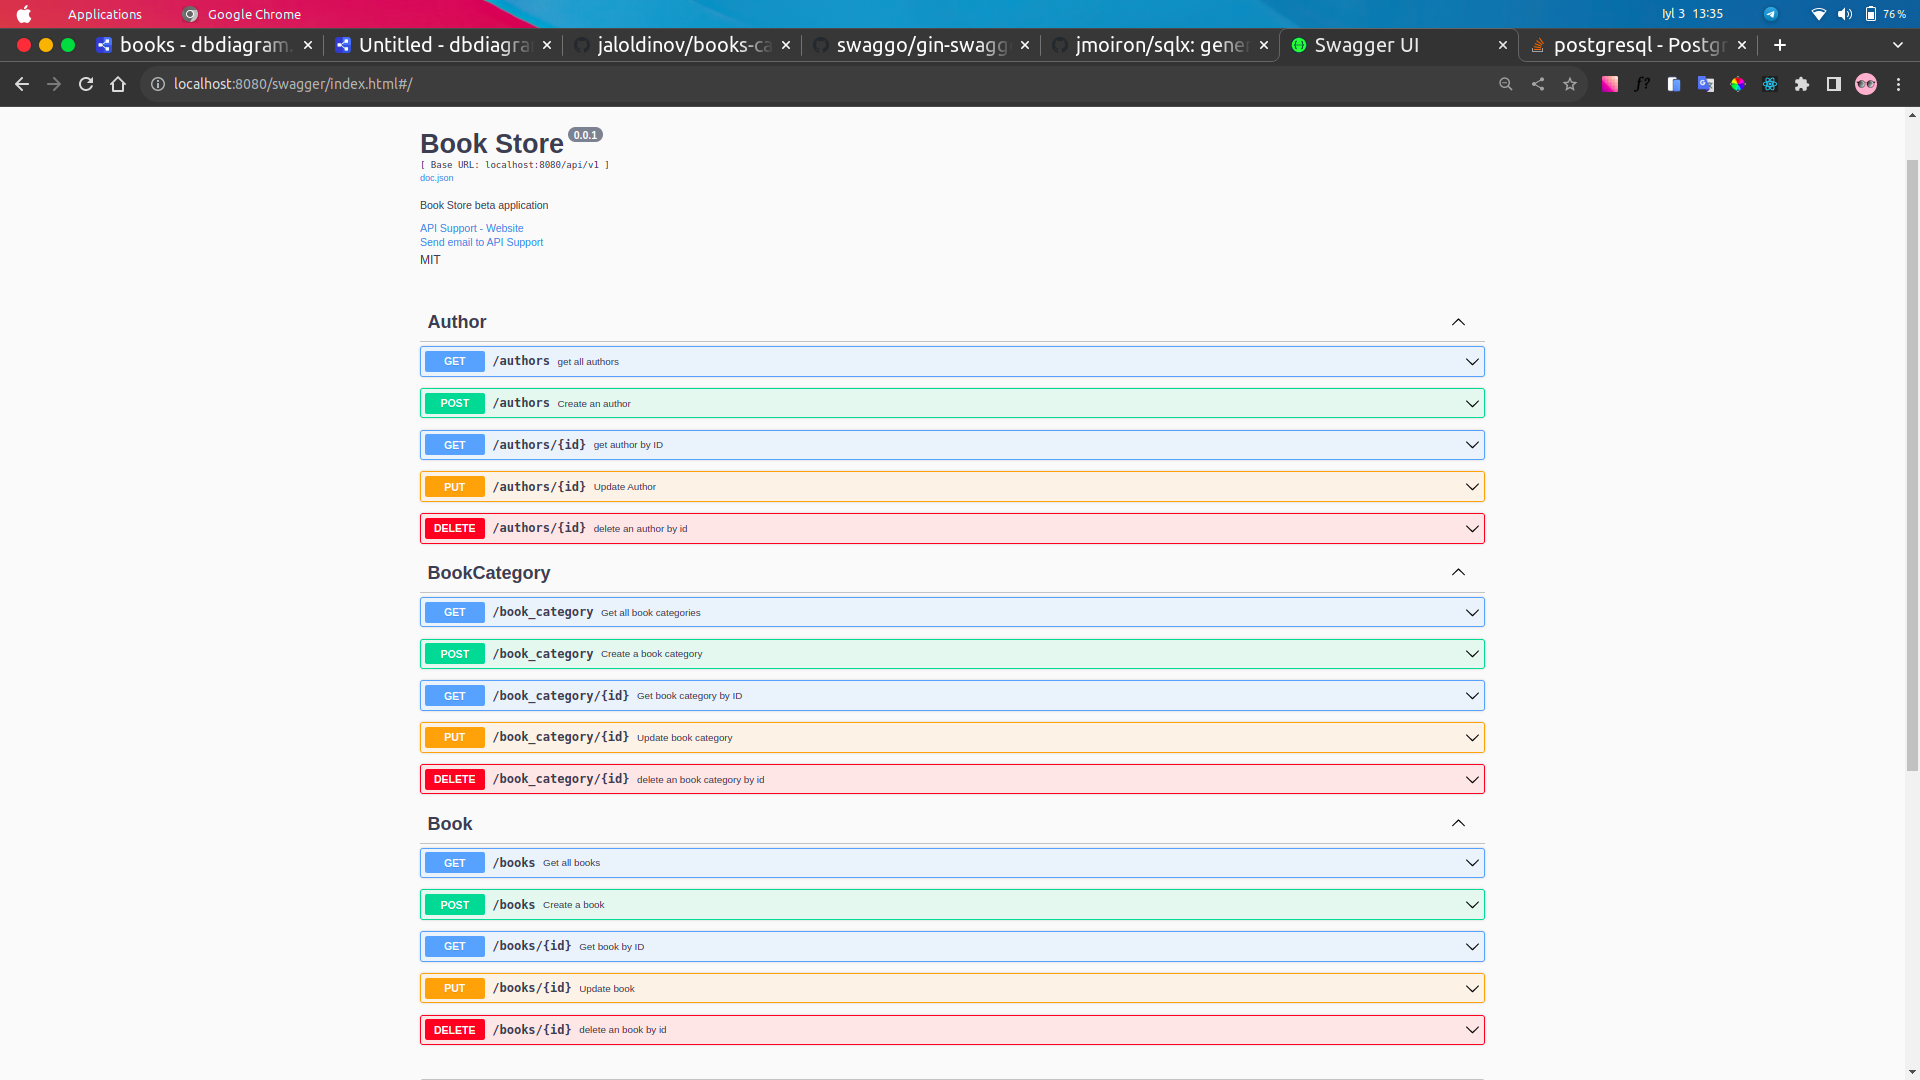 Applications Google Chrome Iyl 3 13:35 76 %
books - dbdiagram. Untitled - dbdiagra jaloldinov/books-ca swaggo/gin-swagg jmoiron/sqlx: gene Swagger UI postgresql - Postgr
localhost:8080/swagger/index.html#/
Book Store 0.0.1
[ Base URL: localhost:8080/api/v1 ]
doc.json
Book Store beta application
API Support - Website
Send email to API Support
MIT
Author
GET /authors get all authors
POST /authors Create an author
GET /authors/{id} get author by ID
PUT /authors/{id} Update Author
DELETE /authors/{id} delete an author by id
BookCategory
GET /book_category Get all book categories
POST /book_category Create a book category
GET /book_category/{id} Get book category by ID
PUT /book_category/{id} Update book category
DELETE /book_category/{id} delete an book category by id
Book
GET /books Get all books
POST /books Create a book
GET /books/{id} Get book by ID
PUT /books/{id} Update book
DELETE /books/{id} delete an book by id